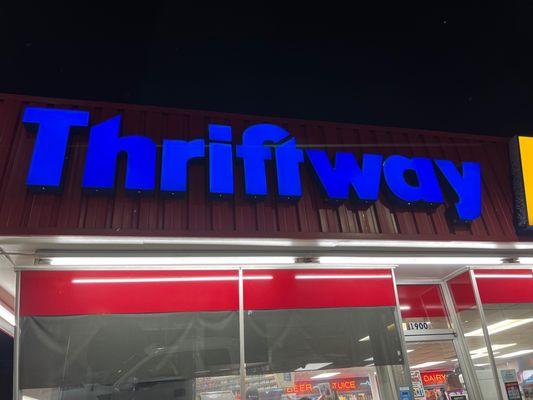 Thriftway
1900
BEER
JUICE
DAIRY